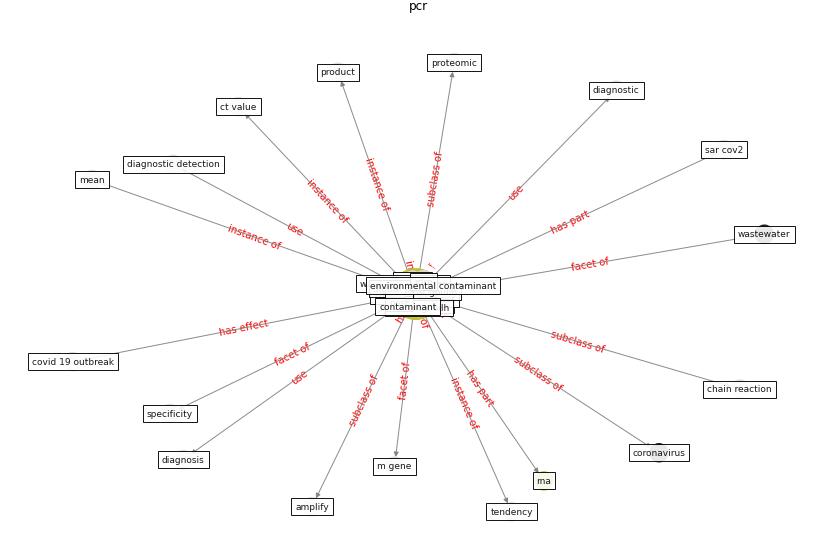 pcr
proteomic
product
diagnostic
ct value
sar cov2
diagnostic detection
mean
wastewater
instance of
subclass of
use
instance of
has part
use
instance of
facet of
environmental contaminant
contaminant
has effect
covid 19 outbreak
facet of
use
subclass of
facet of
instance of
has part
subclass of
subclass of
chain reaction
specificity
diagnosis
m gene
coronavirus
rna
amplify
tendency